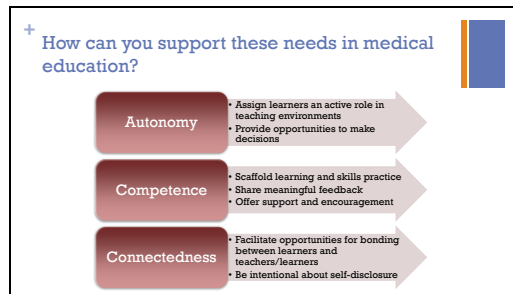 +
How can you support these needs in medical
education?
Autonomy
• Assign learners an active role in
teaching environments
• Provide opportunities to make
decisions
Competence
• Scaffold learning and skills practice
• Share meaningful feedback
• Offer support and encouragement
Connectedness
• Facilitate opportunities for bonding
between learners and
teachers/learners
• Be intentional about self-disclosure